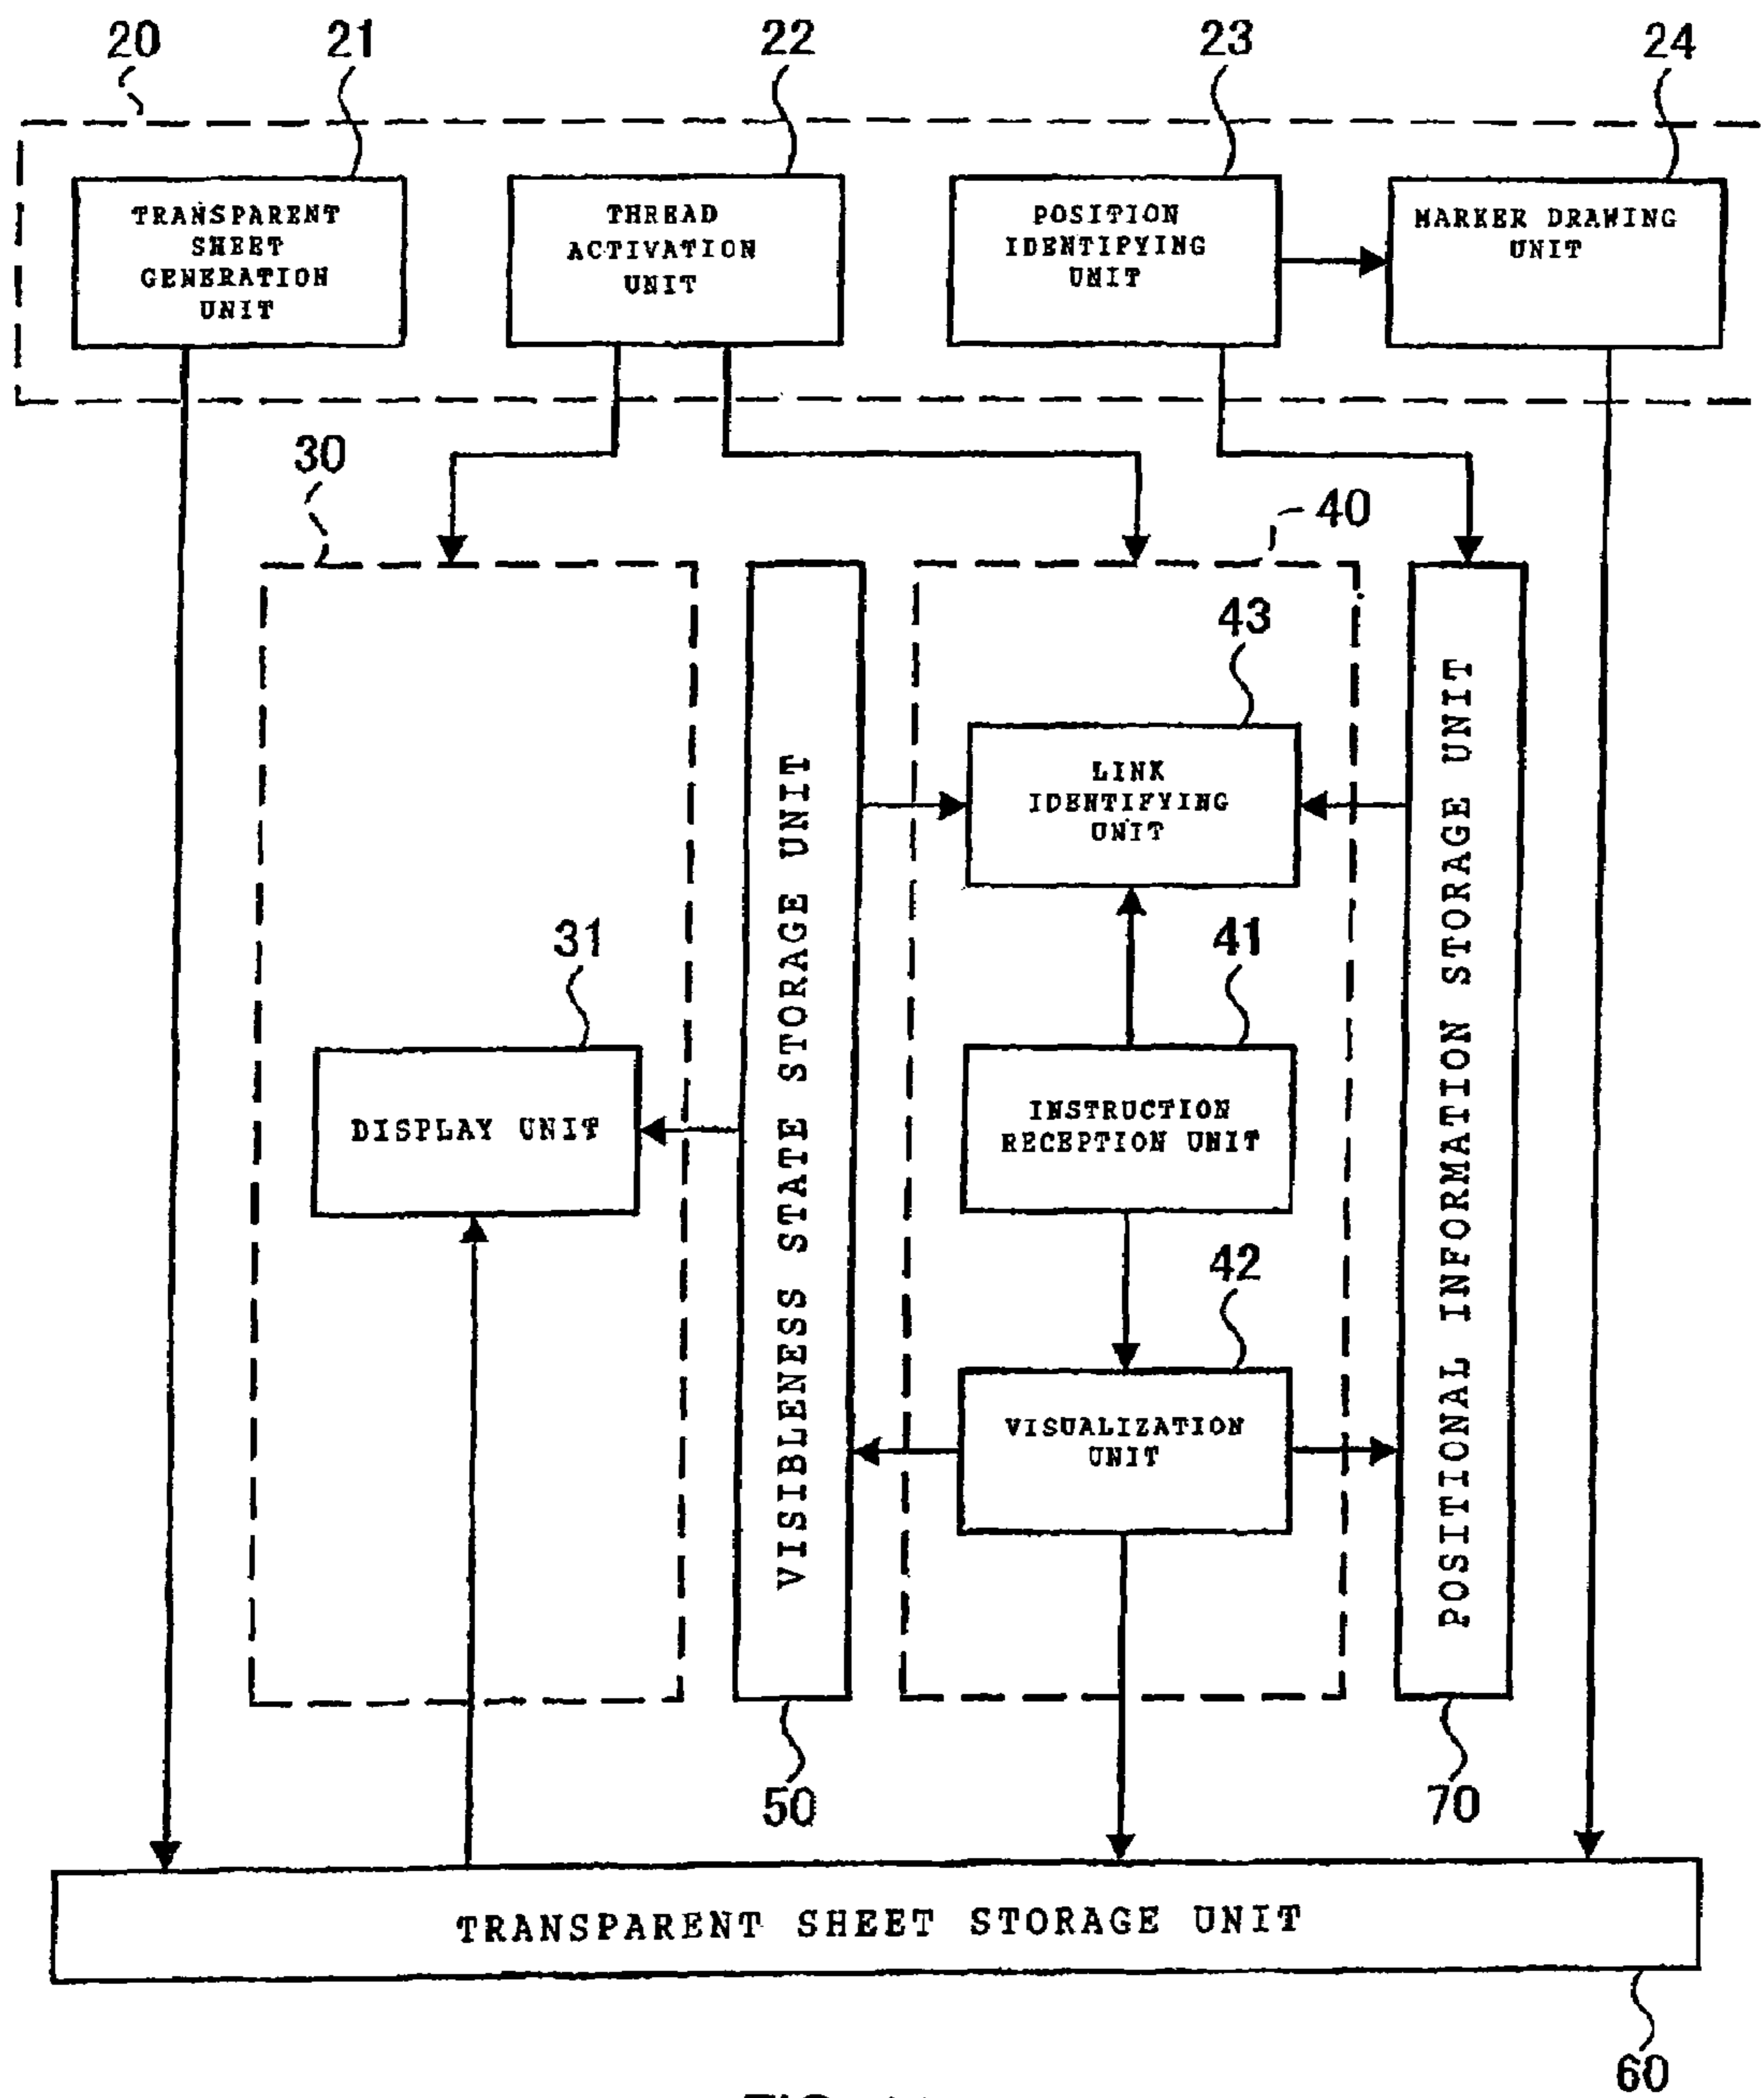 20
21
22
23
24
TRANSPARENT
SHEET
GENERATION
UNIT
THREAD
ACTIVATION
UNIT
POSITION
IDENTIFYING
UNIT
MARKER DRAWING
UNIT
30
40
43
LINK
IDENTIFYING
UNIT
31
41
DISPLAY UNIT
INSTRUCTION
RECEPTION UNIT
42
VISUALIZATION
UNIT
VISIBLENESS STATE STORAGE UNIT
POSITIONAL INFORMATION STORAGE UNIT
50
70
TRANSPARENT SHEET STORAGE UNIT
60